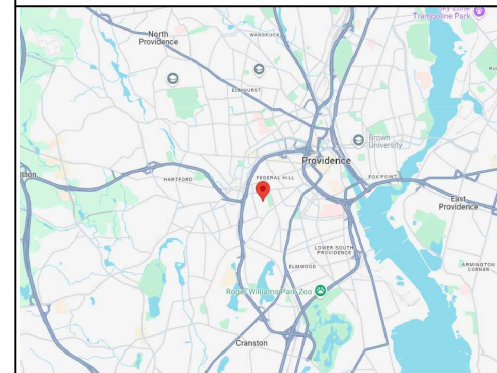 Trampoline Park
North
Providence
WANSKUCK
ELMHURST
Brown
University
Providence
HARTFORD
FEDERAL HILL
FOX POINT
East
Providence
LOWER SOUTH
PROVIDENCE
ARMINGTON
CORNER
ELMWOOD
Roger Williams Park Zoo
Cranston